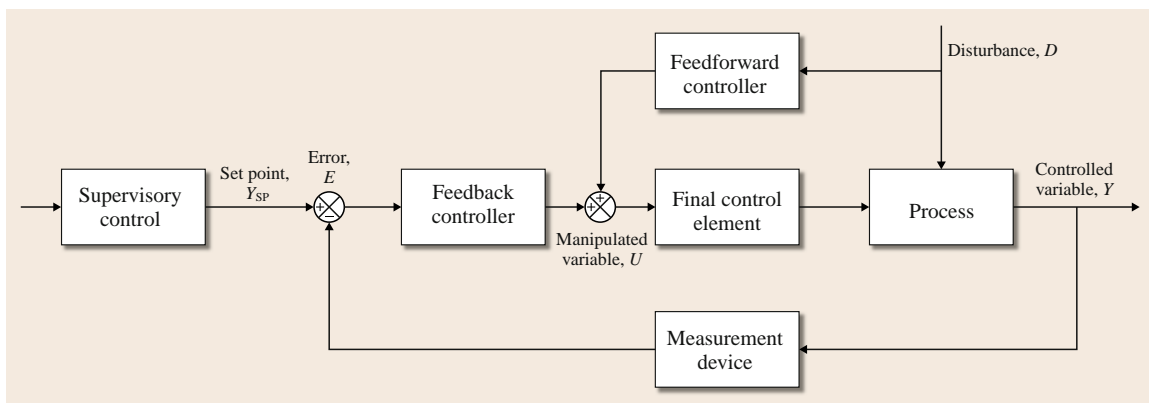 Feedforward
controller
Disturbance, D
Supervisory
control
Set point,
Y_SP
Error,
E
+
−
Feedback
controller
+
+
Manipulated
variable, U
Final control
element
Process
Controlled
variable, Y
Measurement
device